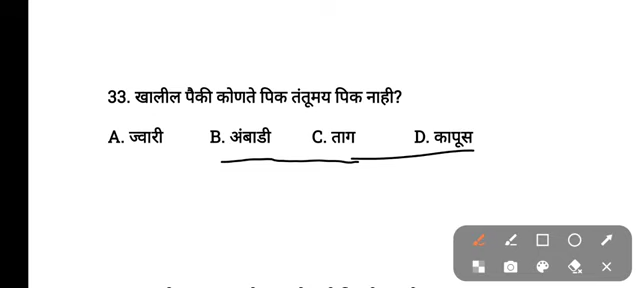 33. खालील पैकी कोणते पिक तंतूमय पिक नाही?
A. ज्वारी B. अंबाडी C. ताग D. कापूस